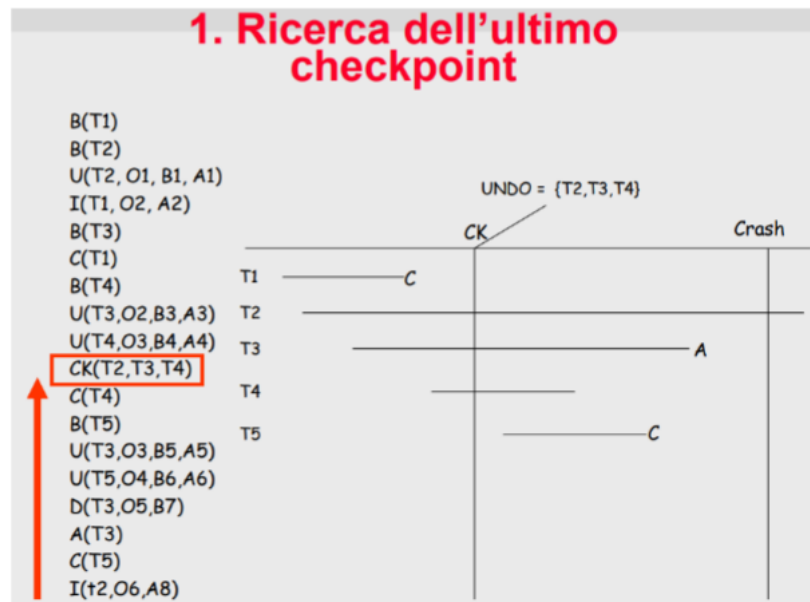 1. Ricerca dell'ultimo
checkpoint
B(T1)
B(T2)
U(T2, O1, B1, A1)
I(T1, O2, A2)
B(T3)
C(T1)
B(T4)
U(T3,O2,B3,A3)
U(T4,O3,B4,A4)
CK(T2,T3,T4)
C(T4)
B(T5)
U(T3,O3,B5,A5)
U(T5,O4,B6,A6)
D(T3,O5,B7)
A(T3)
C(T5)
I(t2,O6,A8)
UNDO = {T2,T3,T4}
CK
Crash
T1
C
T2
T3
A
T4
T5
C